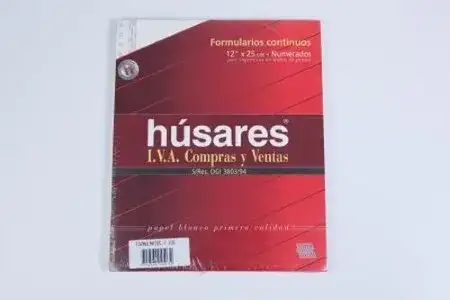 Formularios continuos
12" x 25 cm - Numerados
húsares®
I.V.A. Compras y Ventas
S/Res. DGI 3803/94
papel blanco primera calidad